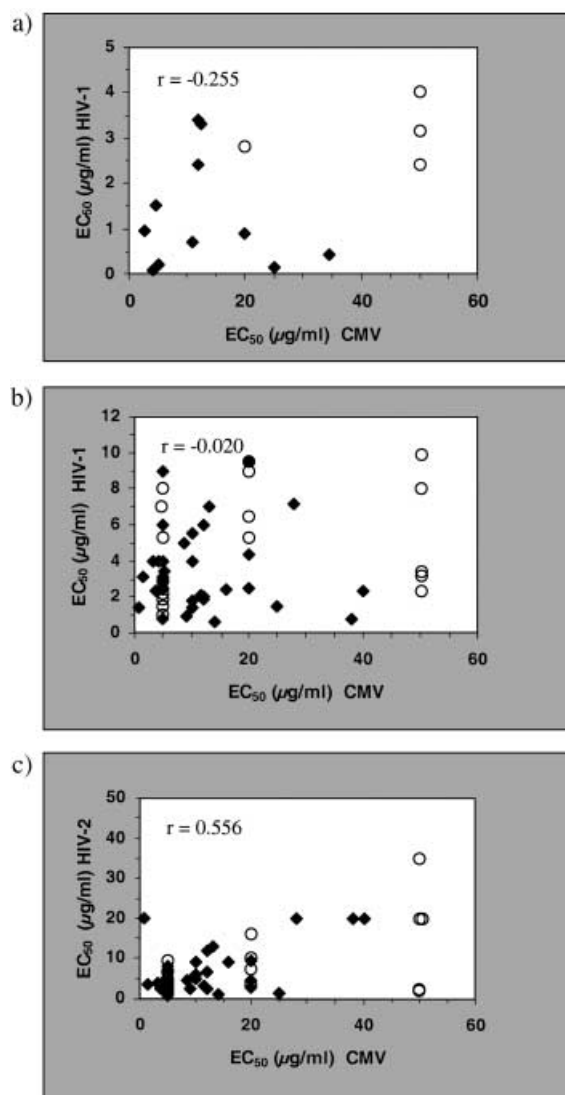 a)
5
r = -0.255
4
3
2
1
0
EC₅₀ (µg/ml) HIV-1
0 20 40 60
EC₅₀ (µg/ml) CMV
b)
12
r = -0.020
10
8
6
4
2
0
EC₅₀ (µg/ml) HIV-1
0 20 40 60
EC₅₀ (µg/ml) CMV
c)
50
r = 0.556
40
30
20
10
0
EC₅₀ (µg/ml) HIV-2
0 20 40 60
EC₅₀ (µg/ml) CMV